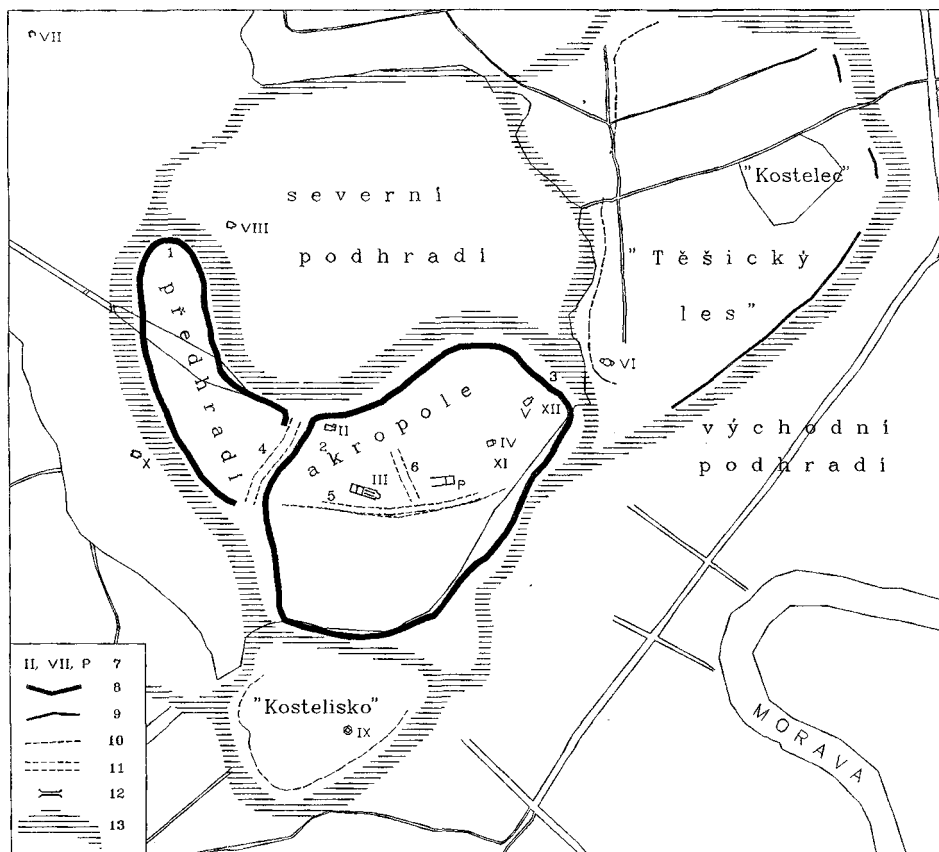 VII
severní
"Kostelec"
VIII
podhradí
"Těšický
1
les"
předhradí
VI
3
akropole
V
XII
východní
II
4
2
IV
podhradí
X
III
6
XI
P
5
II, VII, P 7
8
9
10
11
12
13
"Kostelisko"
IX
MORAVA